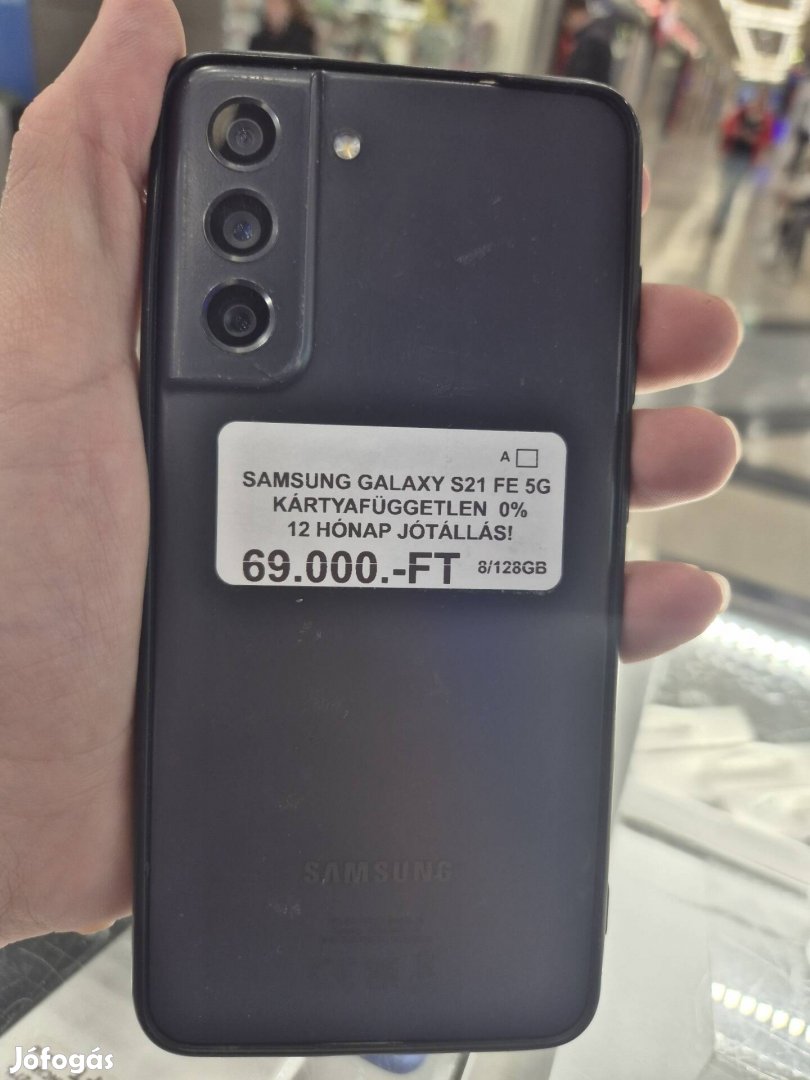 A
SAMSUNG GALAXY S21 FE 5G
KÁRTYAFÜGGETLEN 0%
12 HÓNAP JÓTÁLLÁS!
69.000.-FT 8/128GB
SAMSUNG
Jófogás